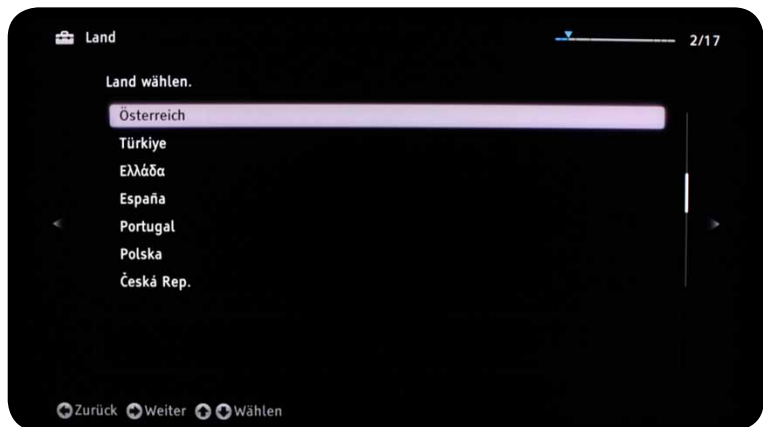 Land
2/17
Land wählen.
Österreich
Türkiye
Ελλάδα
España
Portugal
Polska
Česká Rep.
Zurück Weiter Wählen